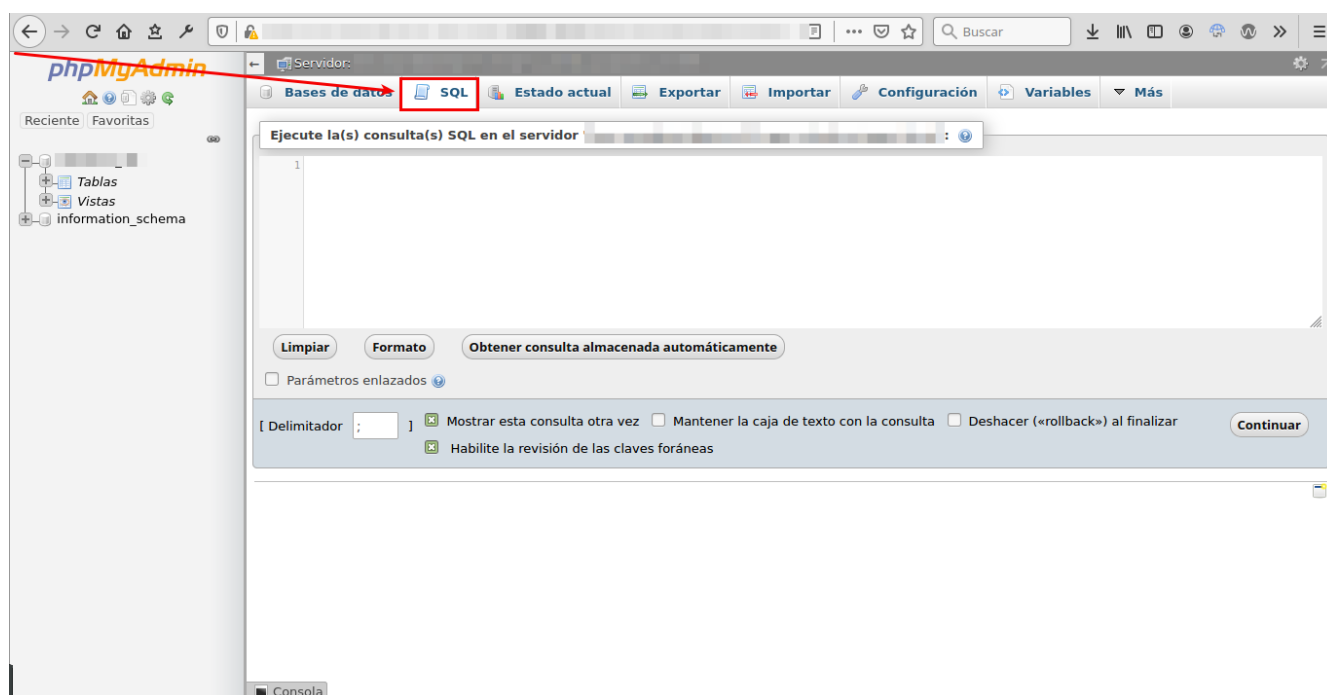 Buscar
phpMyAdmin
Servidor:
Bases de datos SQL Estado actual Exportar Importar Configuración Variables Más
Reciente Favoritas
Ejecute la(s) consulta(s) SQL en el servidor ' :
1
Tablas
Vistas
information_schema
Limpiar Formato Obtener consulta almacenada automáticamente
Parámetros enlazados
[ Delimitador ; ] Mostrar esta consulta otra vez Mantener la caja de texto con la consulta Deshacer («rollback») al finalizar Continuar
Habilite la revisión de las claves foráneas
Consola